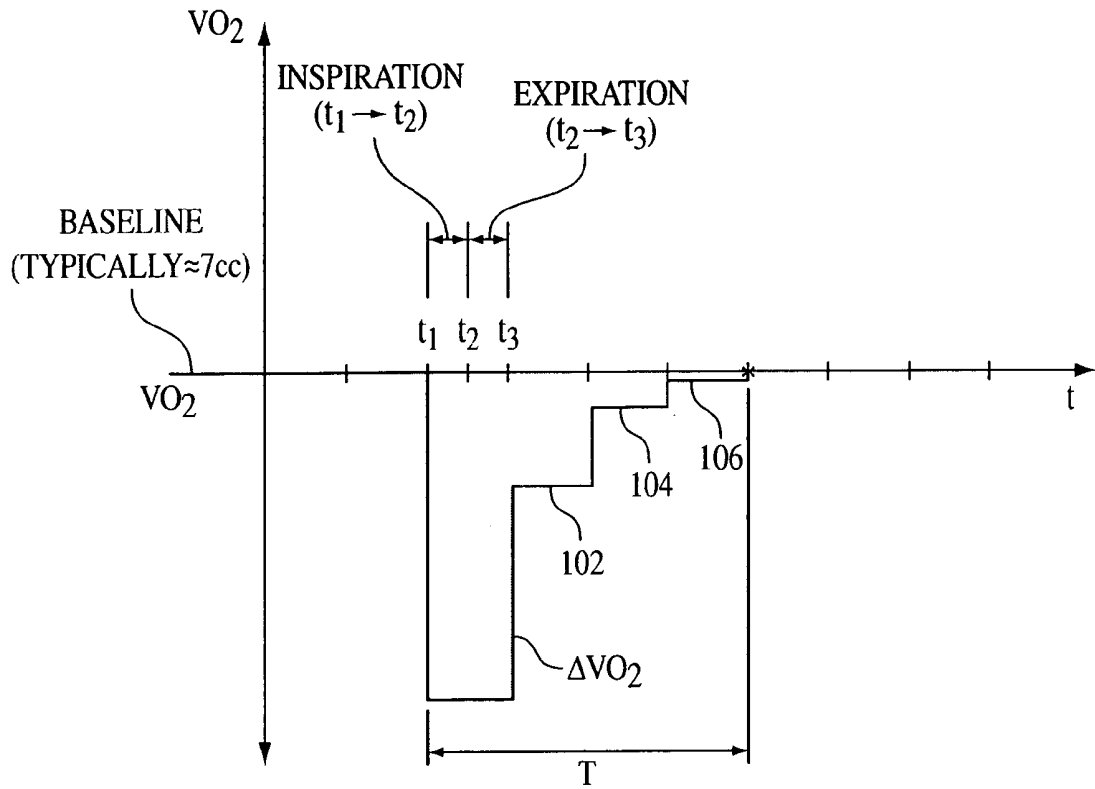 VO₂
INSPIRATION
(t₁ → t₂)
EXPIRATION
(t₂ → t₃)
BASELINE
(TYPICALLY≈7cc)
t₁ t₂ t₃
VO₂
t
106
104
102
ΔVO₂
T